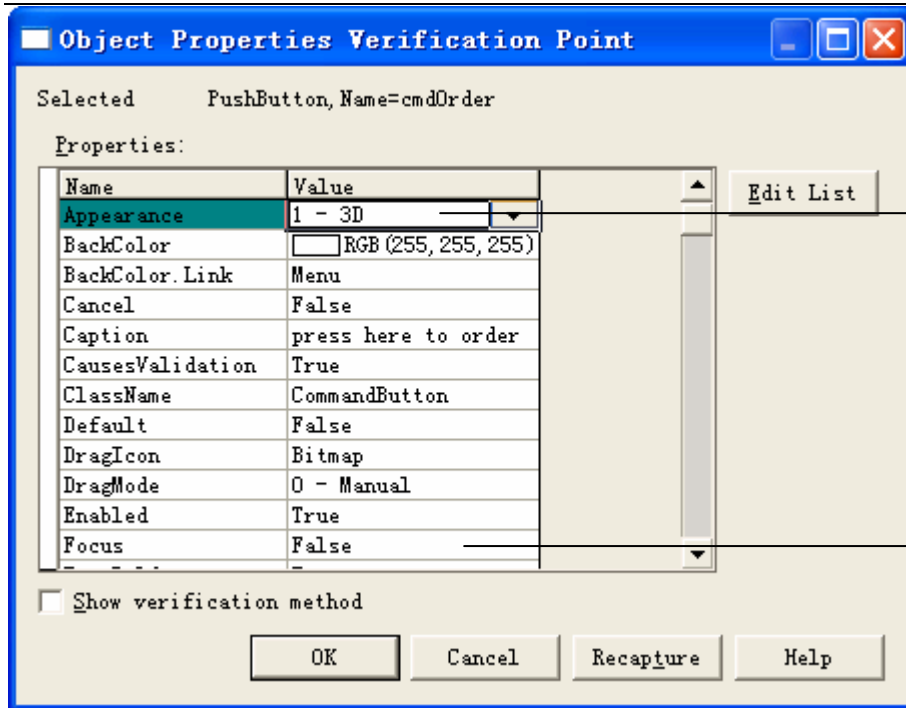 Object Properties Verification Point
Selected PushButton, Name=cmdOrder
Properties:
Name Value
Appearance 1 - 3D
BackColor RGB(255, 255, 255)
BackColor.Link Menu
Cancel False
Caption press here to order
CausesValidation True
ClassName CommandButton
Default False
DragIcon Bitmap
DragMode 0 - Manual
Enabled True
Focus False
Edit List
Show verification method
OK Cancel Recapture Help